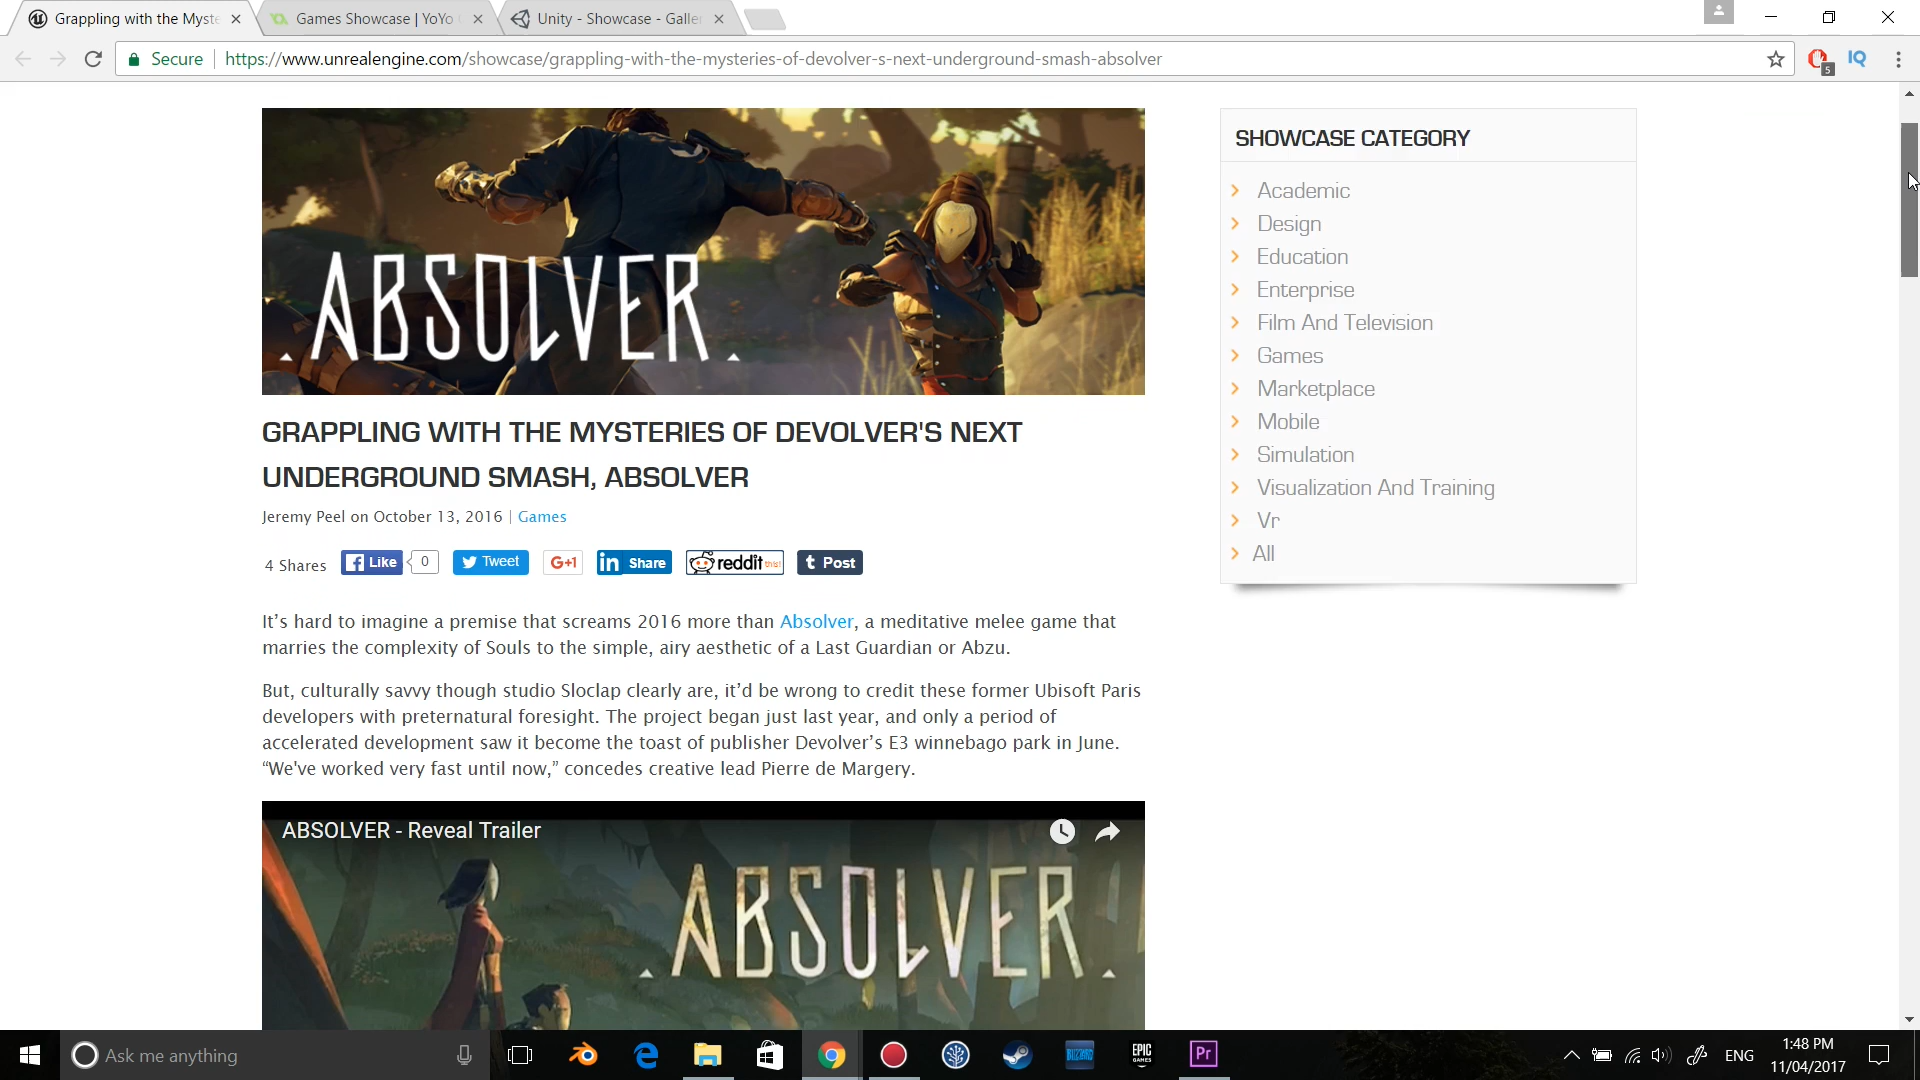 Grappling with the Myste
Games Showcase | YoYo
Unity - Showcase - Galle
Secure
https://www.unrealengine.com/showcase/grappling-with-the-mysteries-of-devolver-s-next-underground-smash-absolver
5
IQ
.ABSOLVER.
GRAPPLING WITH THE MYSTERIES OF DEVOLVER'S NEXT
UNDERGROUND SMASH, ABSOLVER
Jeremy Peel on October 13, 2016 | Games
4 Shares
Like
0
Tweet
G+1
in Share
reddit this!
t Post
It’s hard to imagine a premise that screams 2016 more than Absolver, a meditative melee game that
marries the complexity of Souls to the simple, airy aesthetic of a Last Guardian or Abzu.
But, culturally savvy though studio Sloclap clearly are, it’d be wrong to credit these former Ubisoft Paris
developers with preternatural foresight. The project began just last year, and only a period of
accelerated development saw it become the toast of publisher Devolver’s E3 winnebago park in June.
“We've worked very fast until now,” concedes creative lead Pierre de Margery.
ABSOLVER - Reveal Trailer
.ABSOLVER.
SHOWCASE CATEGORY
Academic
Design
Education
Enterprise
Film And Television
Games
Marketplace
Mobile
Simulation
Visualization And Training
Vr
All
Ask me anything
BLIZZARD
EPIC
GAMES
Pr
ENG
1:48 PM
11/04/2017